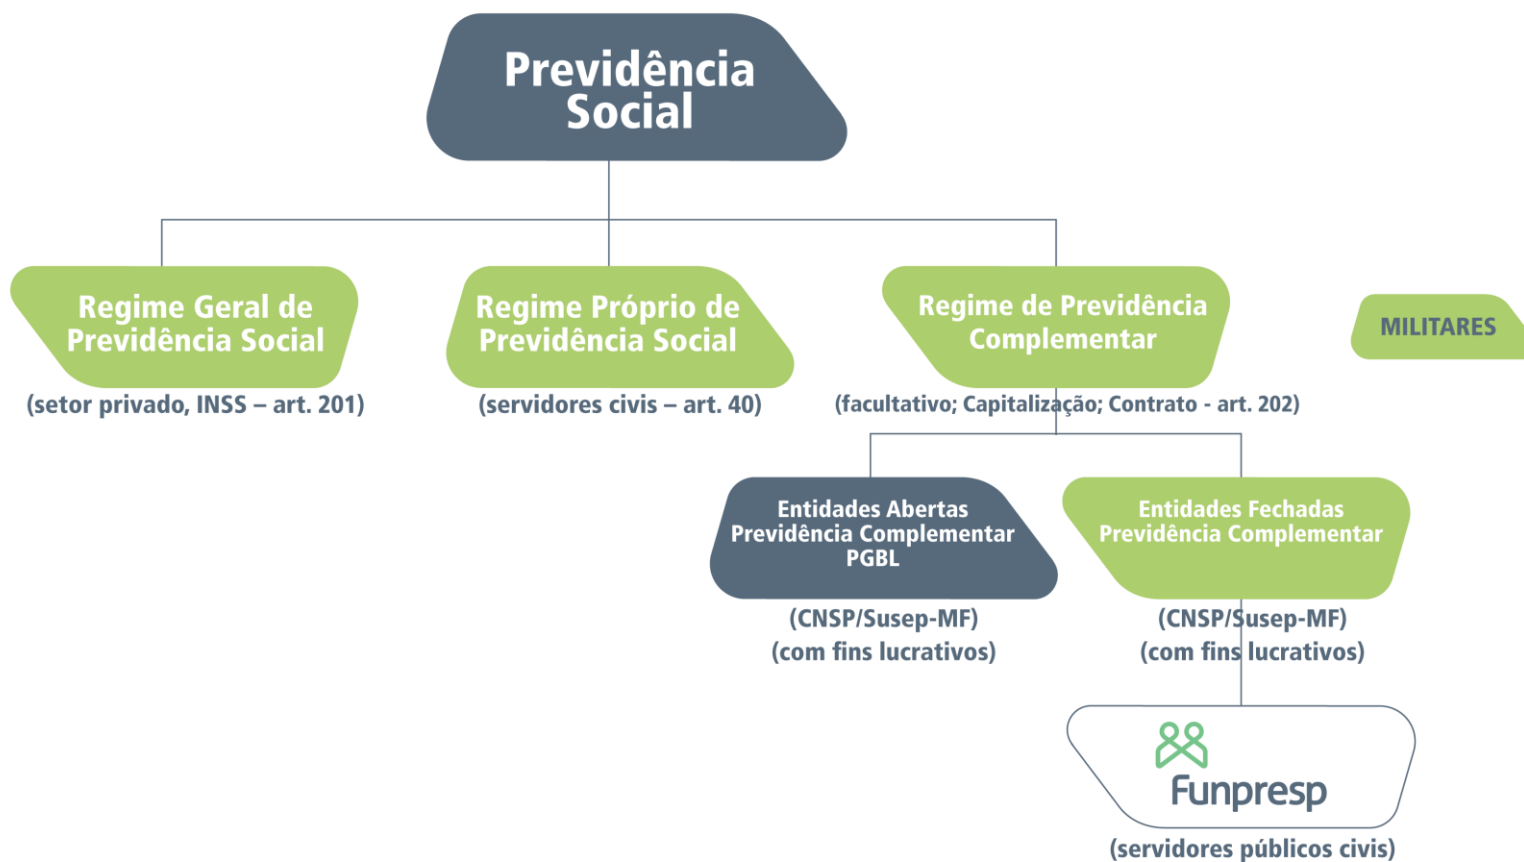 Previdência
Social
Regime Geral de
Previdência Social
(setor privado, INSS – art. 201)
Regime Próprio de
Previdência Social
(servidores civis – art. 40)
Regime de Previdência
Complementar
(facultativo; Capitalização; Contrato - art. 202)
MILITARES
Entidades Abertas
Previdência Complementar
PGBL
(CNSP/Susep-MF)
(com fins lucrativos)
Entidades Fechadas
Previdência Complementar
(CNSP/Susep-MF)
(com fins lucrativos)
Funpresp
(servidores públicos civis)